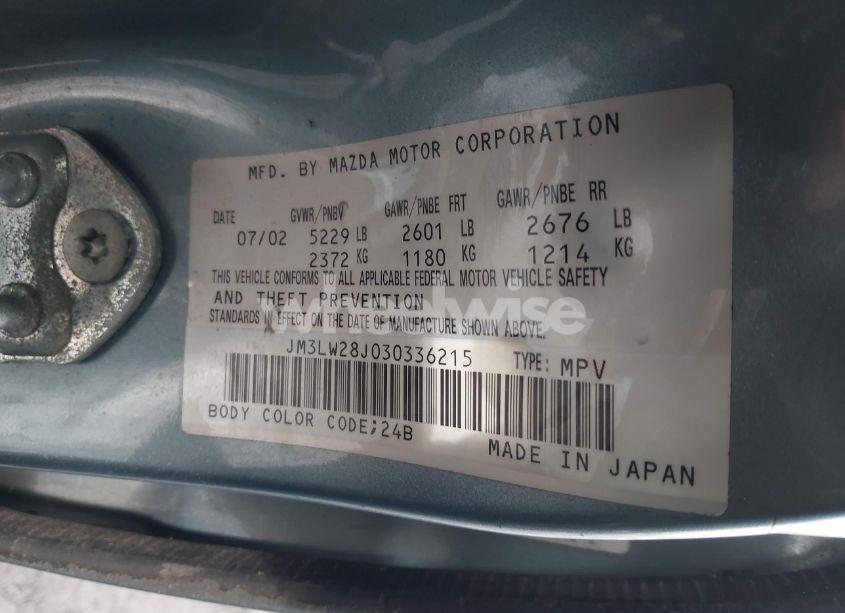 MFD. BY MAZDA MOTOR CORPORATION
DATE GVWR/PNBV GAWR/PNBE FRT GAWR/PNBE RR
07/02 5229 LB 2601 LB 2676 LB
2372 KG 1180 KG 1214 KG
THIS VEHICLE CONFORMS TO ALL APPLICABLE FEDERAL MOTOR VEHICLE SAFETY
AND THEFT PREVENTION
STANDARDS IN EFFECT ON THE DATE OF MANUFACTURE SHOWN ABOVE.
wheelwise
JM3LW28J030336215 TYPE: MPV
BODY COLOR CODE;24B
MADE IN JAPAN